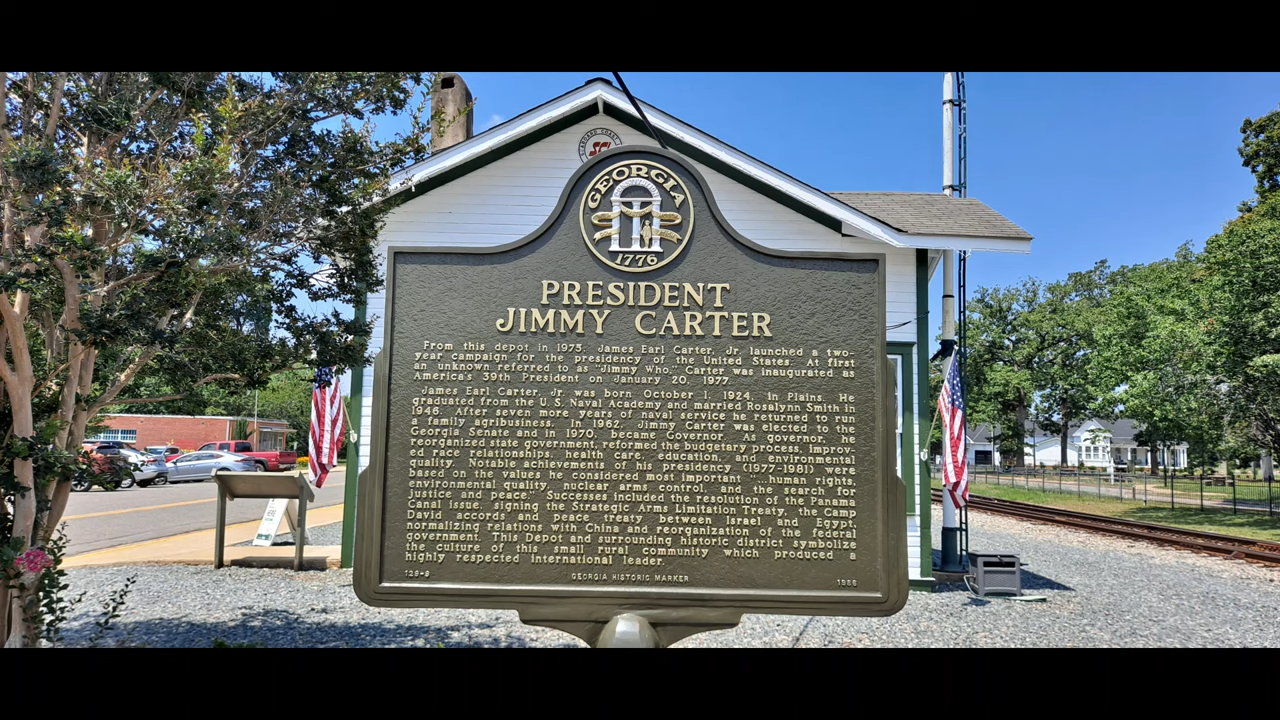 SEABOARD COAST
SCL
GEORGIA
1776
PRESIDENT
JIMMY CARTER
From this depot in 1975, James Earl Carter, Jr. launched a two-
year campaign for the presidency of the United States. At first
an unknown referred to as "Jimmy Who," Carter was inaugurated as
America's 39th President on January 20, 1977.
James Earl Carter, Jr. was born October 1, 1924, in Plains. He
graduated from the U. S. Naval Academy and married Rosalynn Smith in
1946. After seven more years of naval service he returned to run
a family agribusiness. In 1962, Jimmy Carter was elected to the
Georgia Senate and in 1970, became Governor. As governor, he
reorganized state government, reformed the budgetary process, improv-
ed race relationships, health care, education, and environmental
quality. Notable achievements of his presidency (1977-1981) were
based on the values he considered most important "...human rights,
environmental quality, nuclear arms control, and the search for
justice and peace." Successes included the resolution of the Panama
Canal issue, signing the Strategic Arms Limitation Treaty, the Camp
David accords and peace treaty between Israel and Egypt,
normalizing relations with China and reorganization of the federal
government. This Depot and surrounding historic district symbolize
the culture of this small rural community which produced a
highly respected international leader.
129-8 GEORGIA HISTORIC MARKER 1986